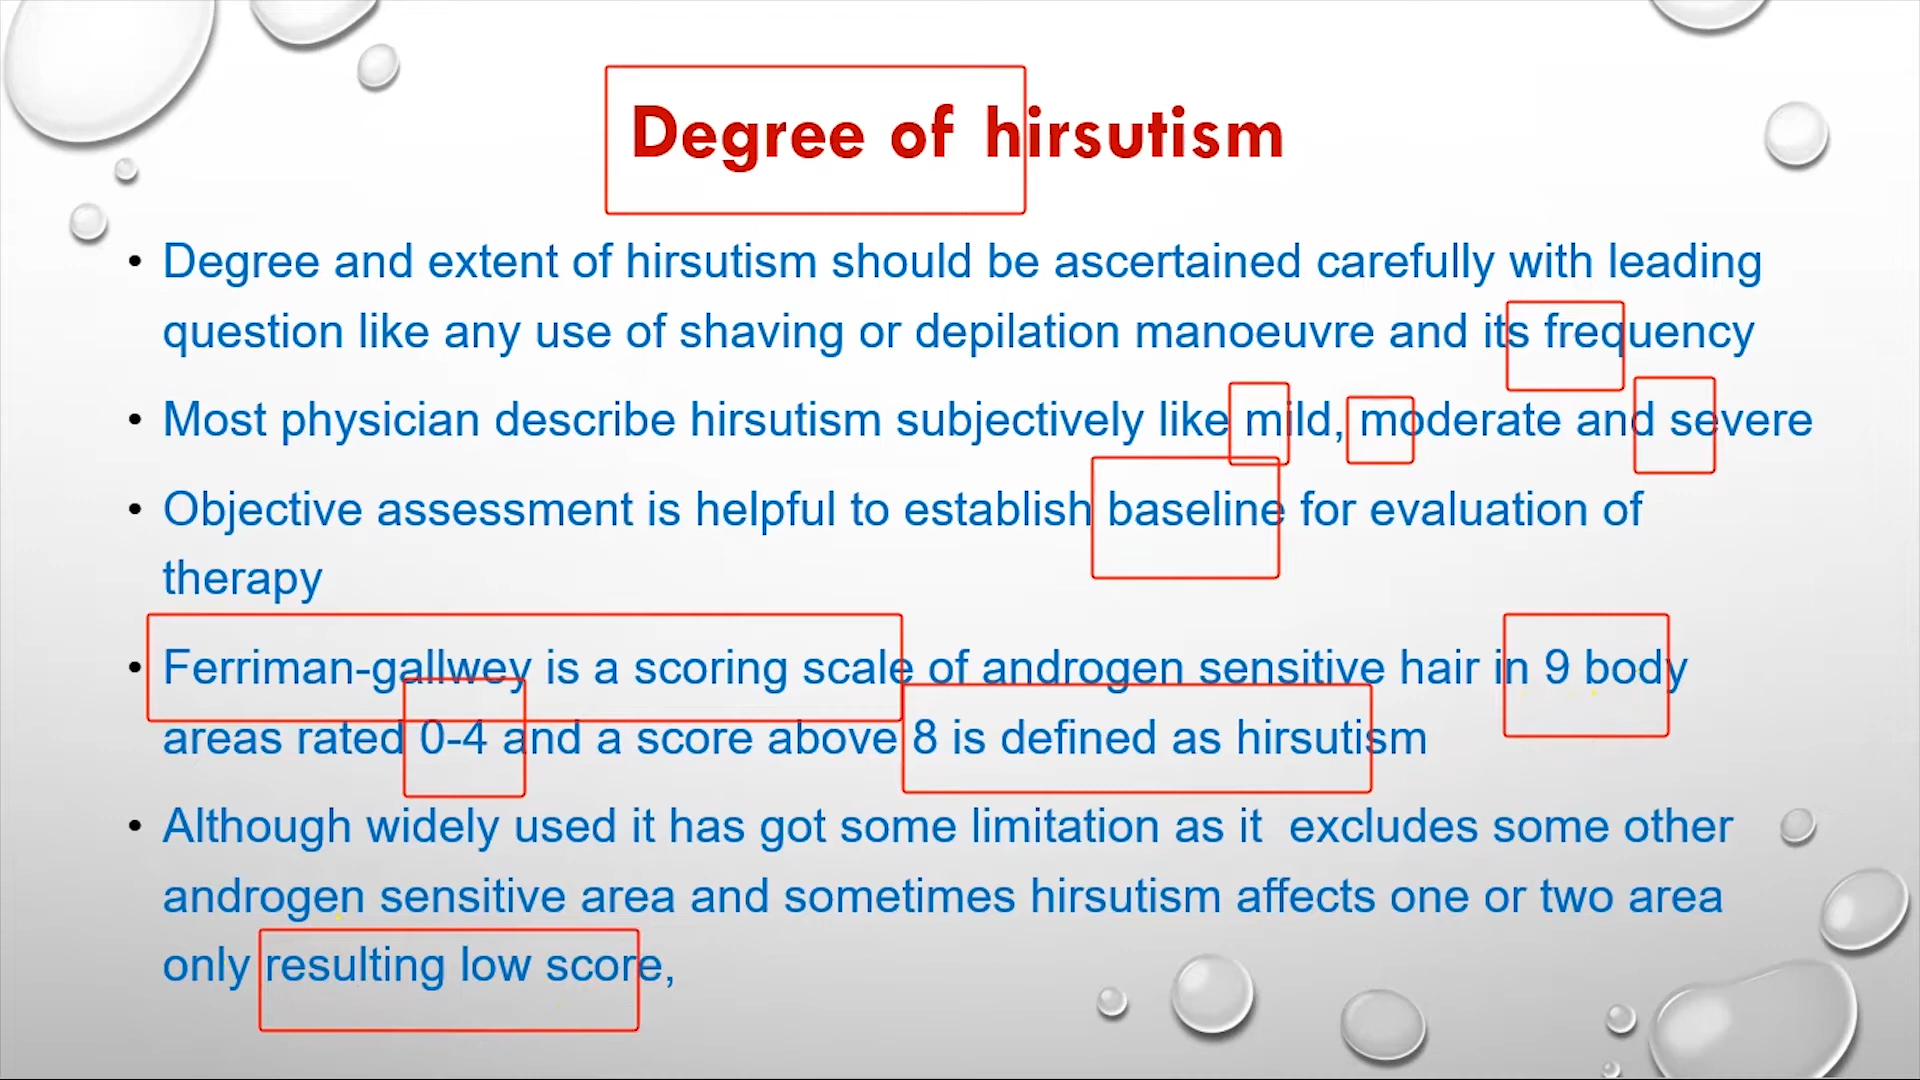 Degree of hirsutism
• Degree and extent of hirsutism should be ascertained carefully with leading
question like any use of shaving or depilation manoeuvre and its frequency
• Most physician describe hirsutism subjectively like mild, moderate and severe
• Objective assessment is helpful to establish baseline for evaluation of
therapy
• Ferriman-gallwey is a scoring scale of androgen sensitive hair in 9 body
areas rated 0-4 and a score above 8 is defined as hirsutism
• Although widely used it has got some limitation as it  excludes some other
androgen sensitive area and sometimes hirsutism affects one or two area
only resulting low score,